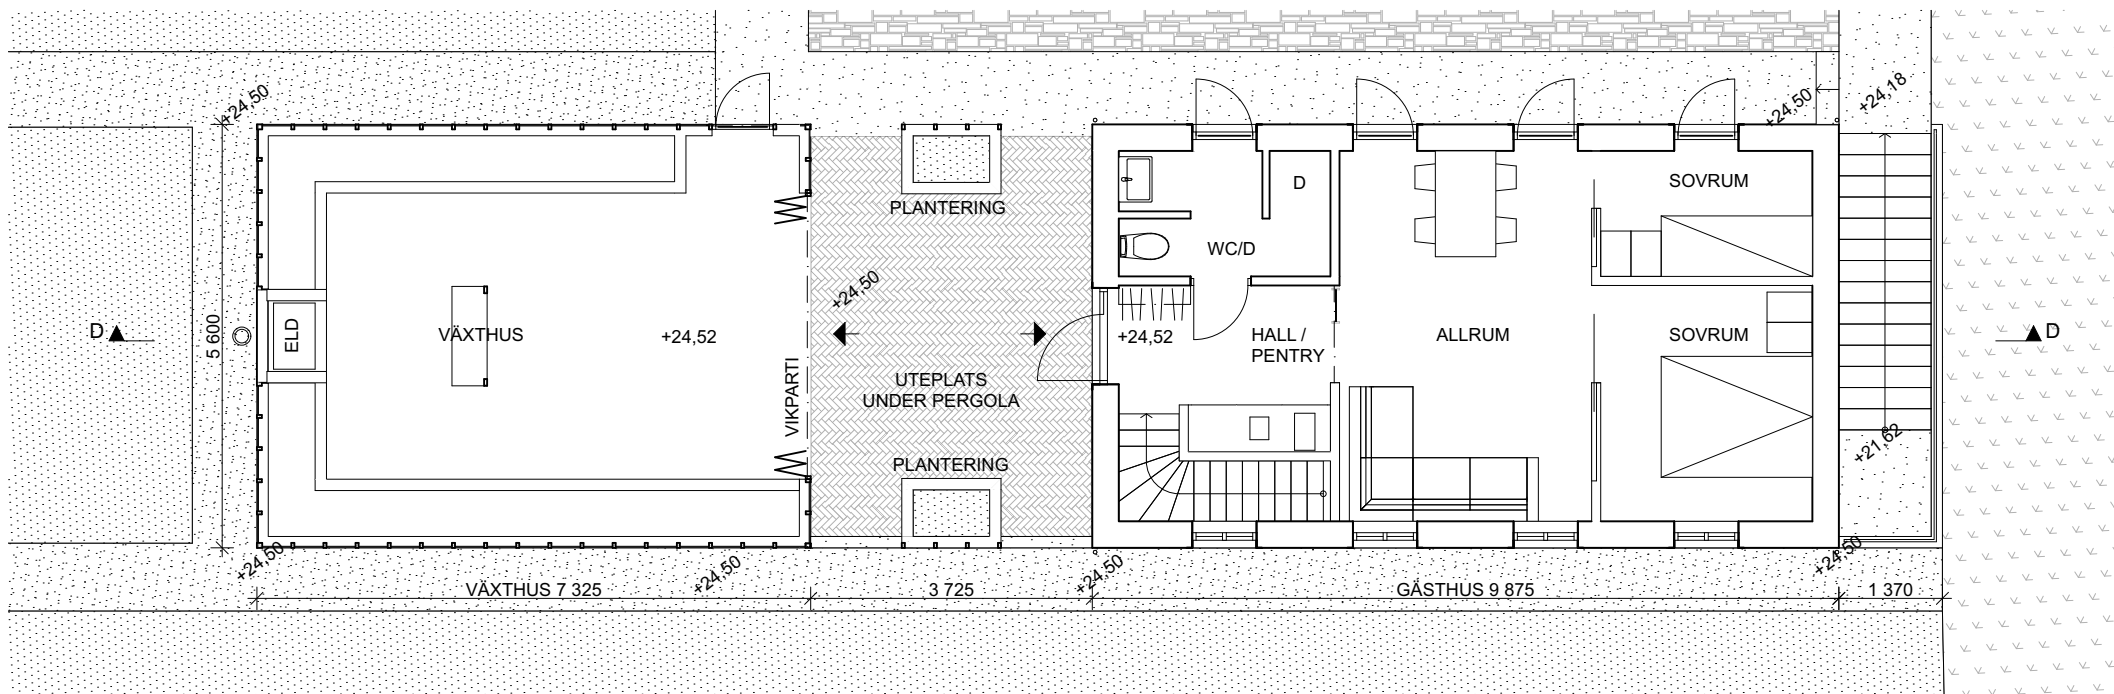 +24,50
+24,50
+24,18
D
SOVRUM
PLANTERING
WC/D
+24,50
D
5 600
ELD
VÄXTHUS
+24,52
+24,52
HALL /
PENTRY
ALLRUM
SOVRUM
D
VIKPARTI
UTEPLATS
UNDER PERGOLA
+21,62
PLANTERING
+24,50
+24,50
+24,50
+24,50
VÄXTHUS 7 325
3 725
GÄSTHUS 9 875
1 370